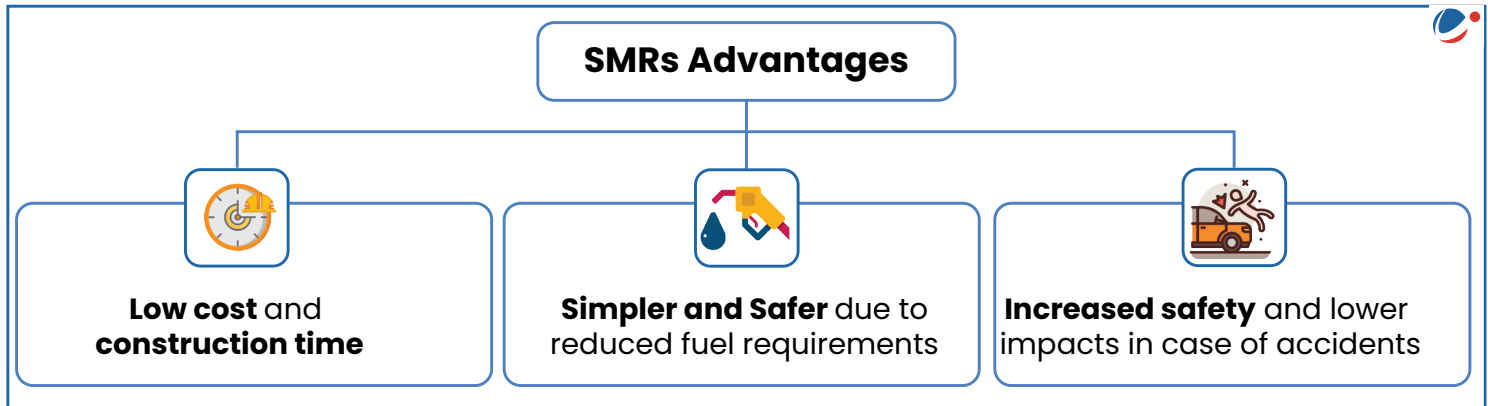 SMRs Advantages
Low cost and
construction time
Simpler and Safer due to
reduced fuel requirements
Increased safety and lower
impacts in case of accidents